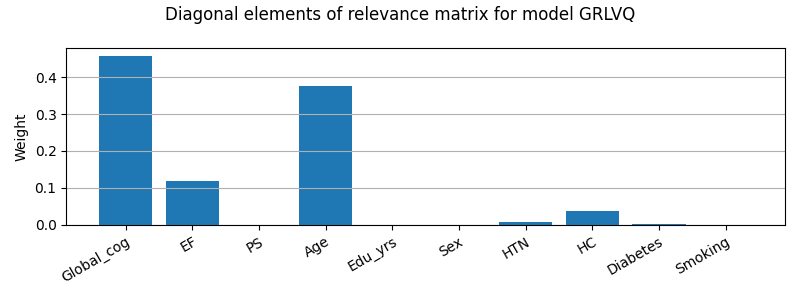 Diagonal elements of relevance matrix for model GRLVQ
Weight
0.4
0.3
0.2
0.1
0.0
Global_cog
EF
PS
Age
Edu_yrs
Sex
HTN
HC
Diabetes
Smoking